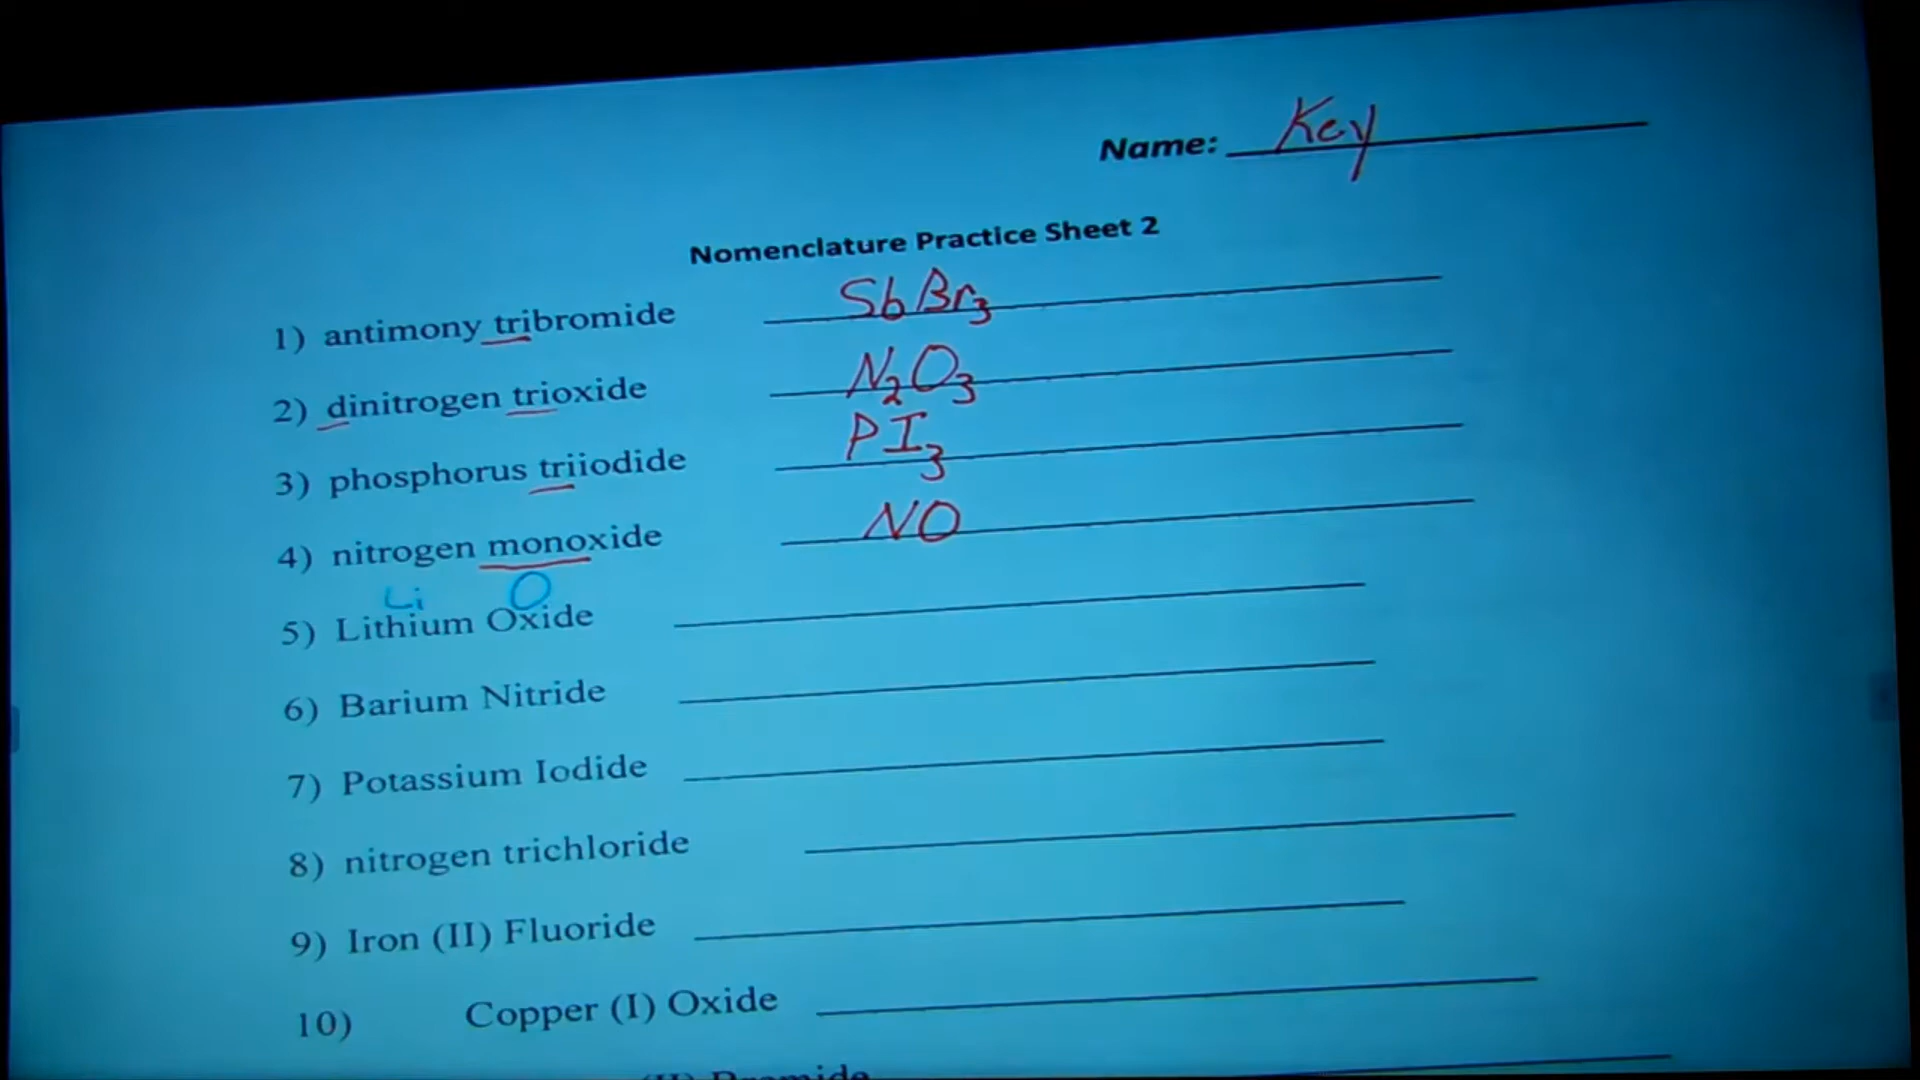 Name: Key
Nomenclature Practice Sheet 2
1) antimony tribromide SbBr3
2) dinitrogen trioxide N2O3
3) phosphorus triiodide PI3
4) nitrogen monoxide NO
Li O
5) Lithium Oxide
6) Barium Nitride
7) Potassium Iodide
8) nitrogen trichloride
9) Iron (II) Fluoride
10) Copper (I) Oxide
(II) Bromide